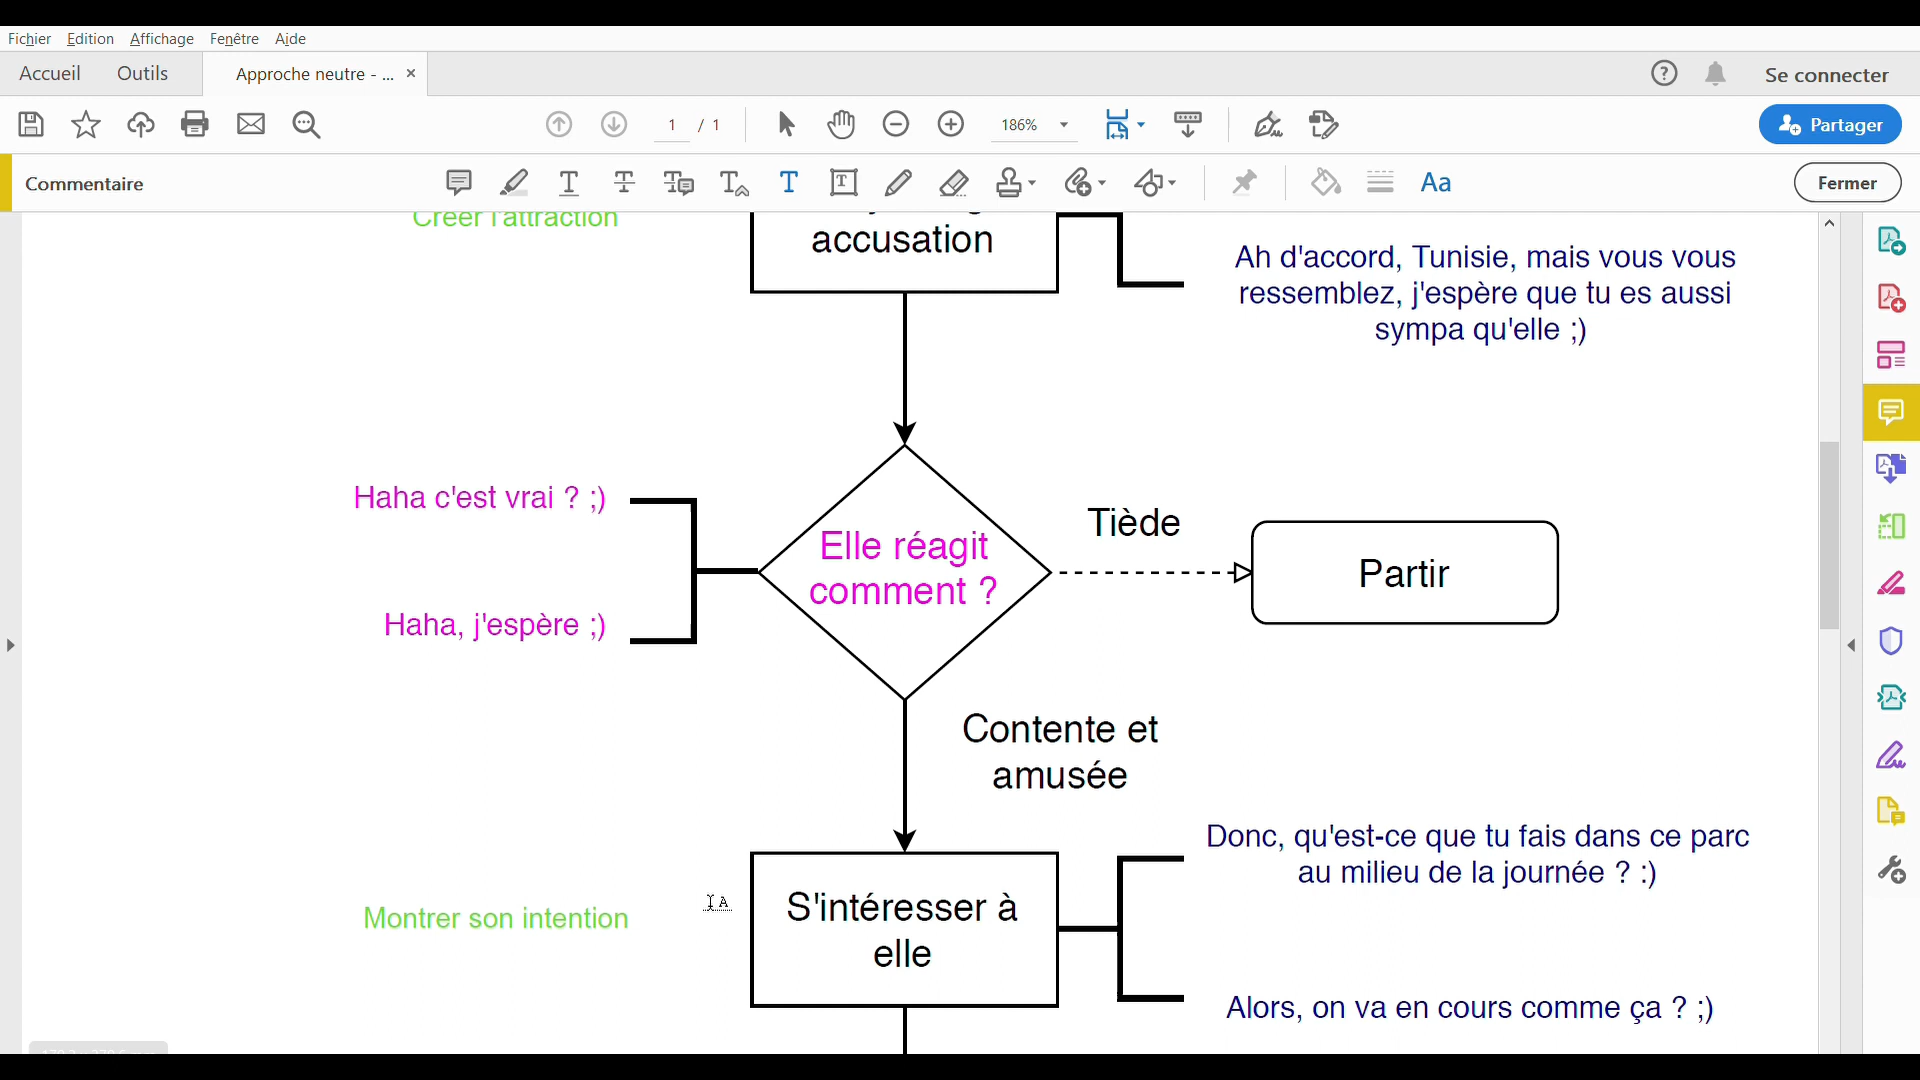 Fichier Edition Affichage Fenêtre Aide
Accueil Outils Approche neutre - ... × Se connecter
1 / 1 186% Partager
Commentaire Aa Fermer
Créer l'attraction
accusation
Ah d'accord, Tunisie, mais vous vous
ressemblez, j'espère que tu es aussi
sympa qu'elle ;)
Haha c'est vrai ? ;)
Haha, j'espère ;)
Elle réagit
comment ?
Tiède
Partir
Contente et
amusée
Montrer son intention
S'intéresser à
elle
Donc, qu'est-ce que tu fais dans ce parc
au milieu de la journée ? :)
Alors, on va en cours comme ça ? ;)